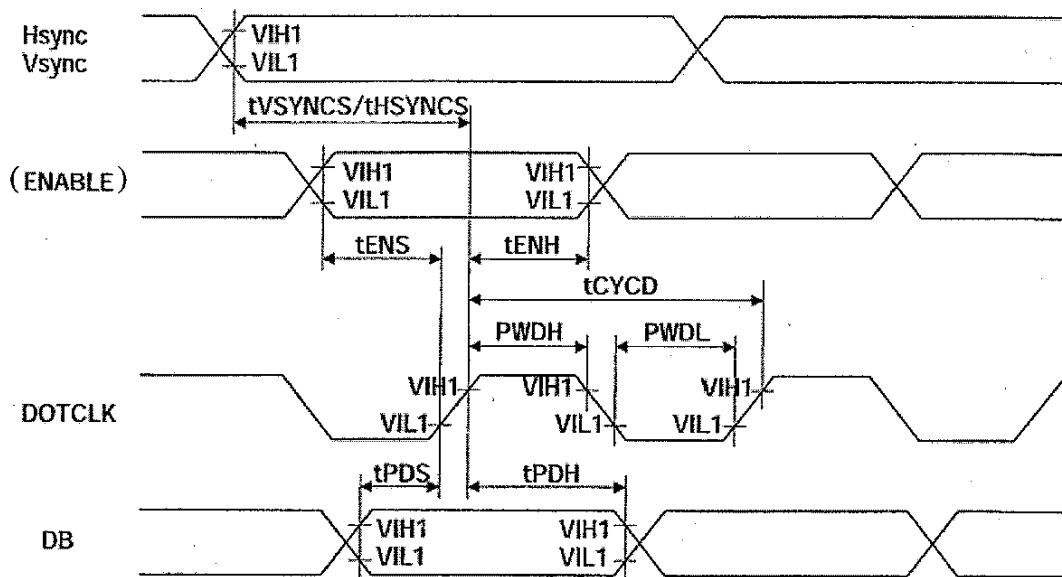 Hsync
Vsync
VIH1
VIL1
tVSYNCS/tHSYNCS
(ENABLE)
VIH1
VIL1
VIH1
VIL1
tENS
tENH
tCYCD
PWDH
PWDL
DOTCLK
VIH1
VIL1
VIH1
VIL1
VIH1
VIL1
tPDS
tPDH
DB
VIH1
VIL1
VIH1
VIL1